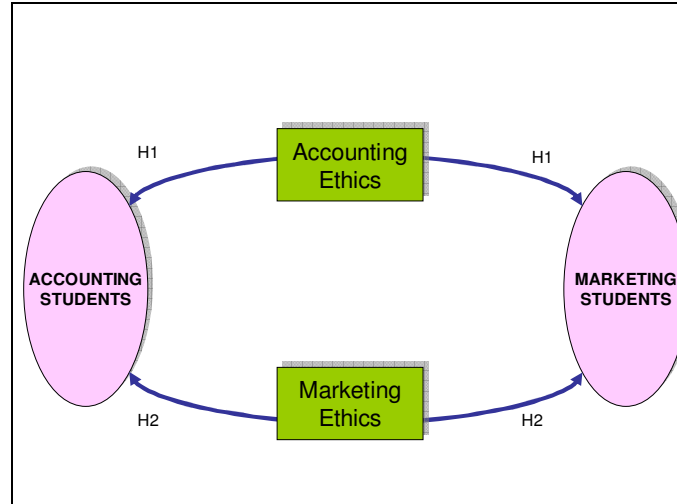 H1
Accounting
Ethics
H1
ACCOUNTING
STUDENTS
MARKETING
STUDENTS
Marketing
Ethics
H2
H2